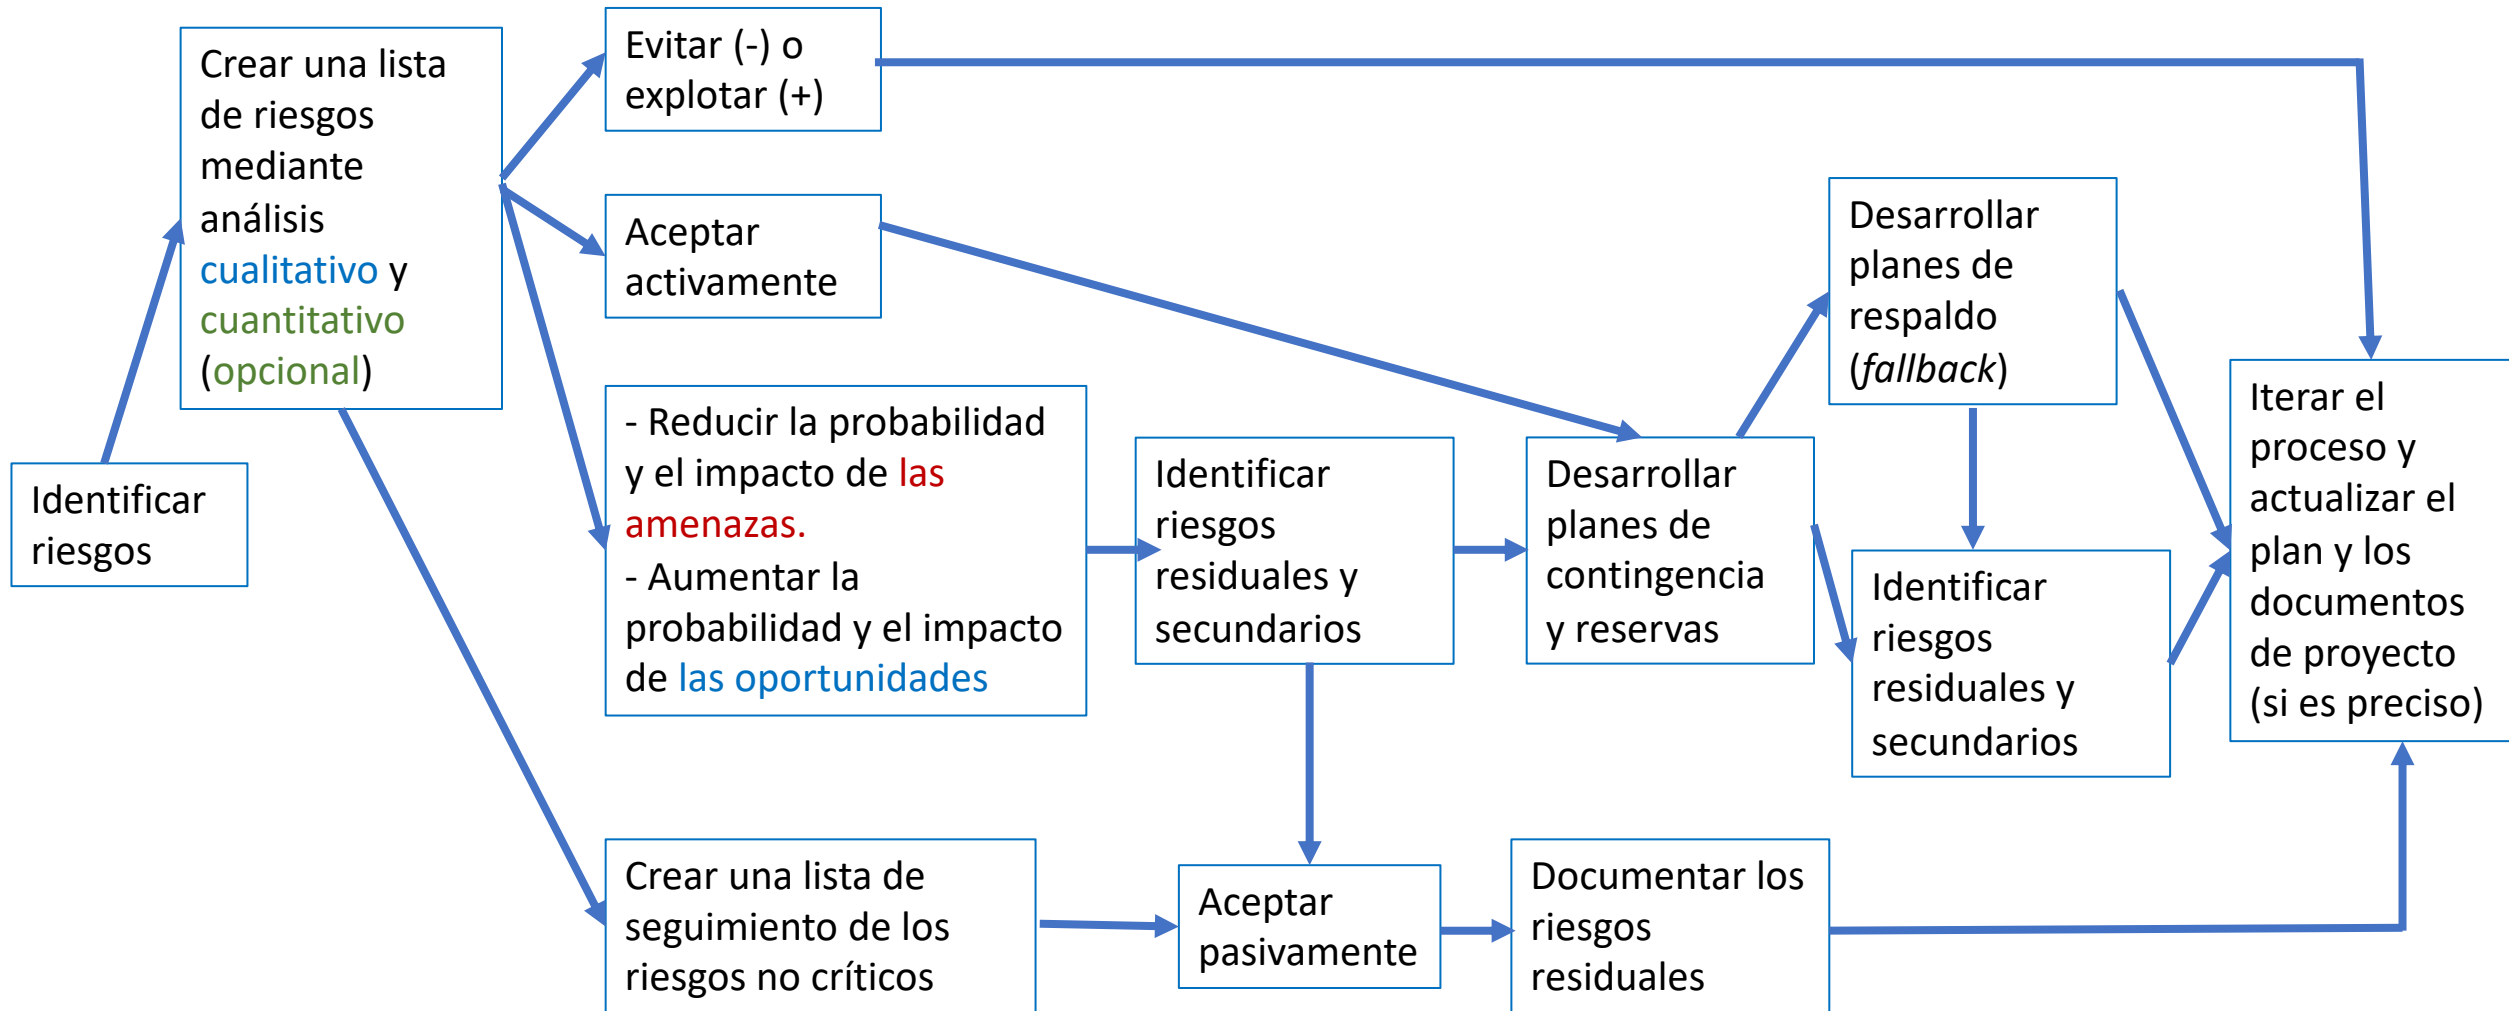 Identificar
riesgos
Crear una lista
de riesgos
mediante
análisis
cualitativo y
cuantitativo
(opcional)
Evitar (-) o
explotar (+)
Aceptar
activamente
- Reducir la probabilidad
y el impacto de las
amenazas.
- Aumentar la
probabilidad y el impacto
de las oportunidades
Crear una lista de
seguimiento de los
riesgos no críticos
Identificar
riesgos
residuales y
secundarios
Aceptar
pasivamente
Desarrollar
planes de
contingencia
y reservas
Documentar los
riesgos
residuales
Desarrollar
planes de
respaldo
(fallback)
Identificar
riesgos
residuales y
secundarios
Iterar el
proceso y
actualizar el
plan y los
documentos
de proyecto
(si es preciso)